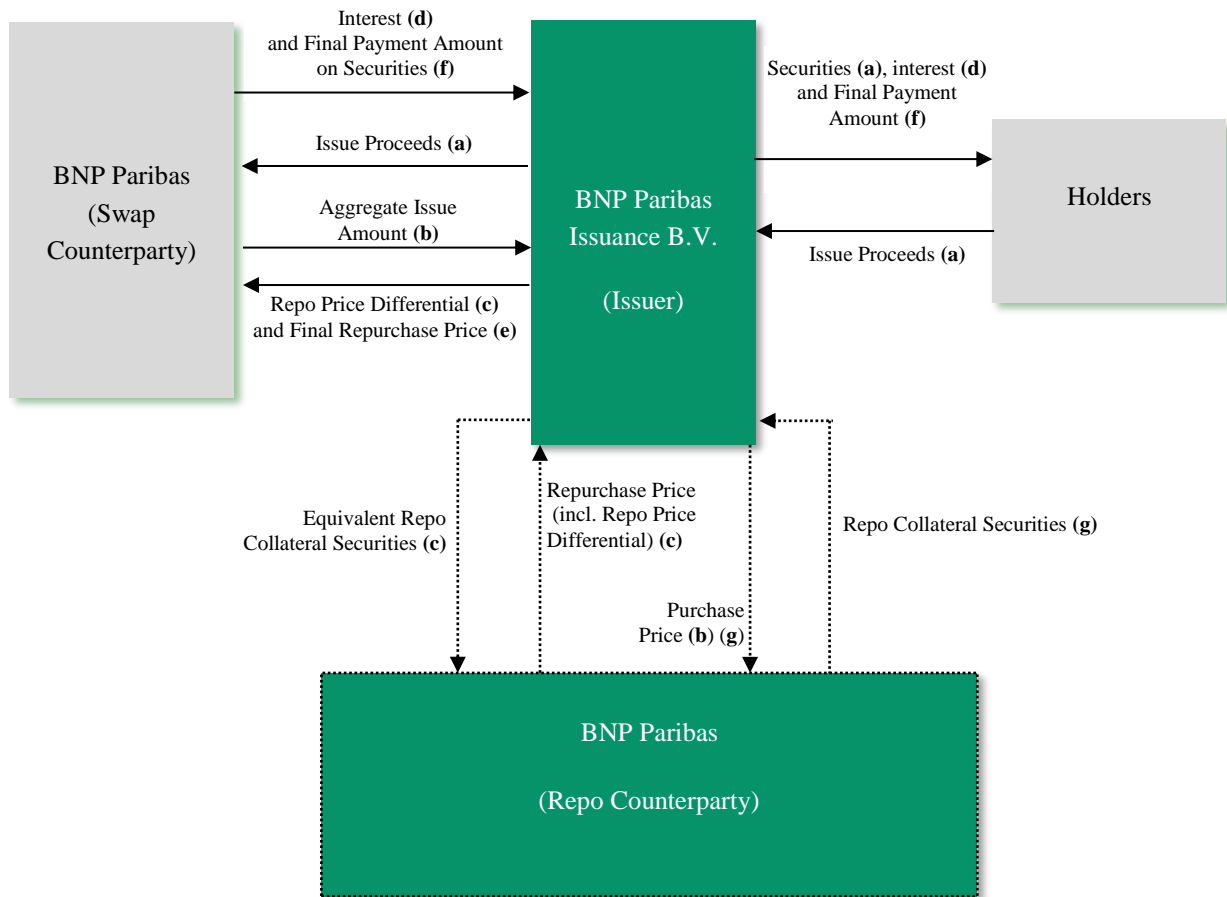 Interest (d)
and Final Payment Amount
on Securities (f)
Issue Proceeds (a)
Aggregate Issue
Amount (b)
Repo Price Differential (c)
and Final Repurchase Price (e)
BNP Paribas
(Swap
Counterparty)
BNP Paribas
Issuance B.V.
(Issuer)
Securities (a), interest (d)
and Final Payment
Amount (f)
Issue Proceeds (a)
Holders
Equivalent Repo
Collateral Securities (c)
Repurchase Price
(incl. Repo Price
Differential) (c)
Purchase
Price (b) (g)
Repo Collateral Securities (g)
BNP Paribas
(Repo Counterparty)